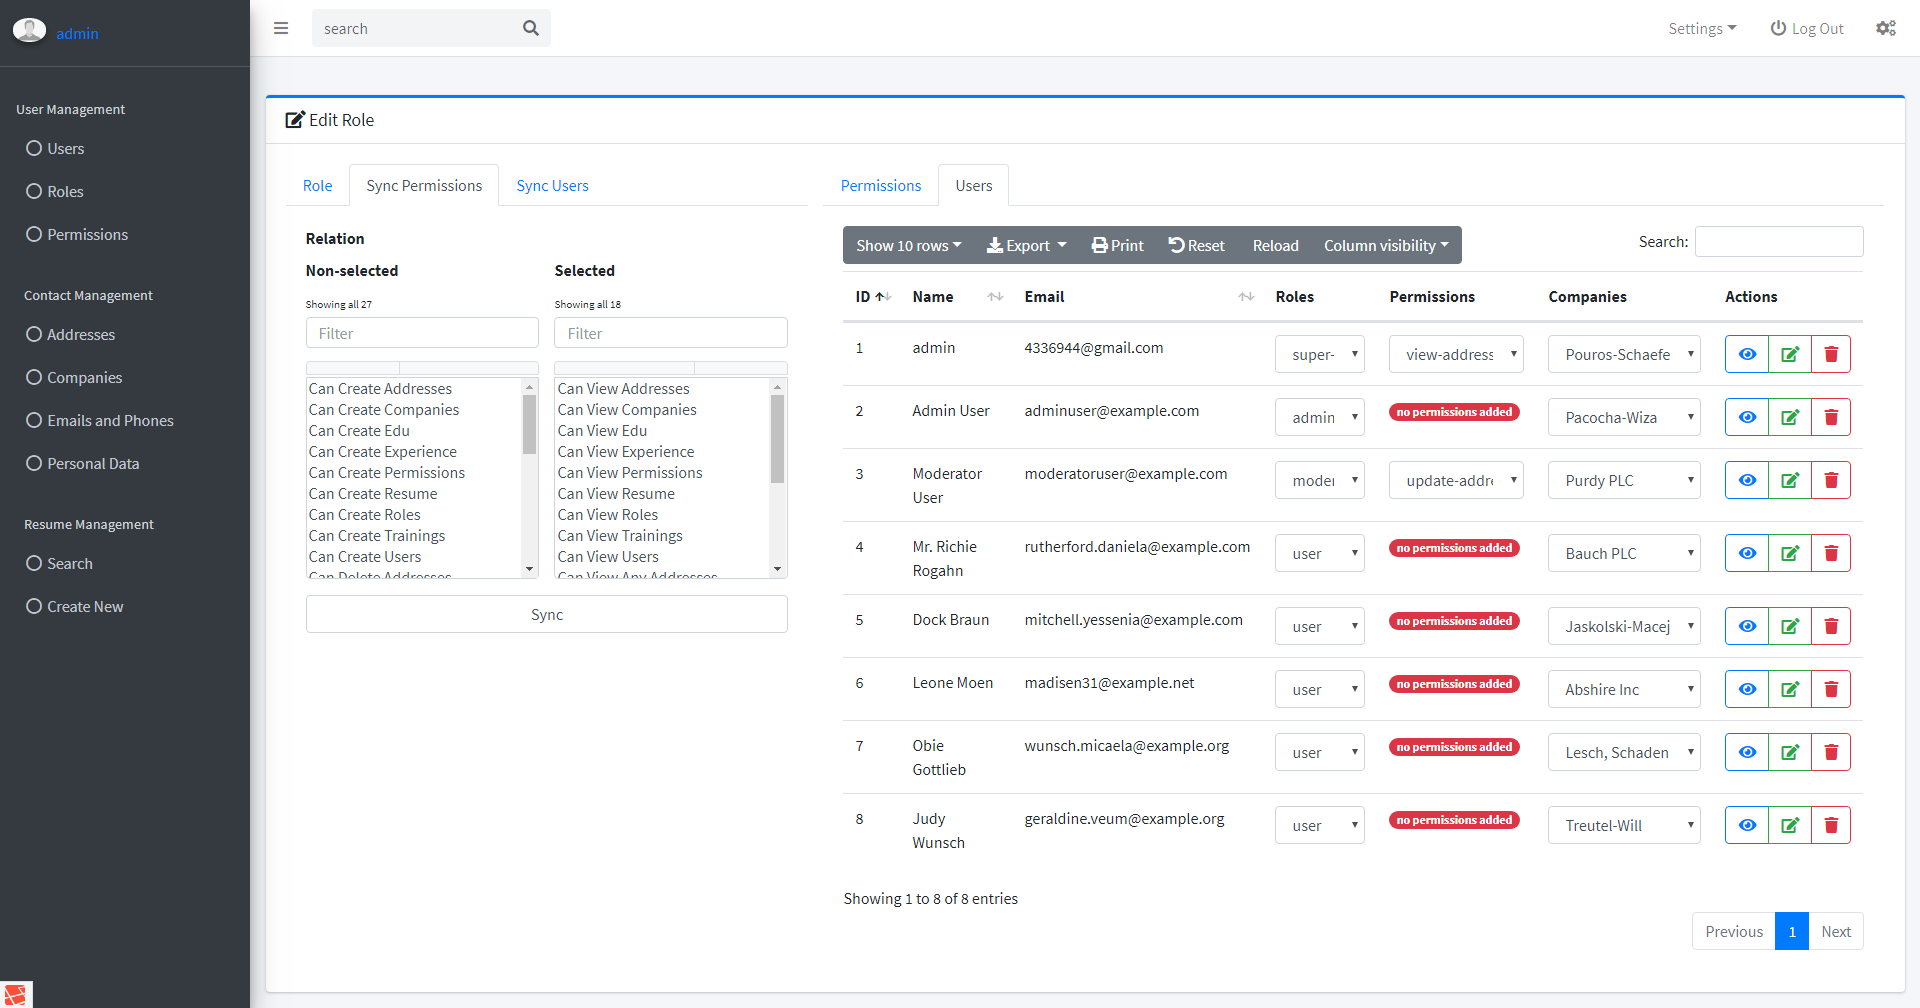 admin
search
Settings
Log Out
User Management
Users
Roles
Permissions
Contact Management
Addresses
Companies
Emails and Phones
Personal Data
Resume Management
Search
Create New
Edit Role
Role
Sync Permissions
Sync Users
Relation
Non-selected
Selected
Showing all 27
Showing all 18
Filter
Filter
Can Create Addresses
Can Create Companies
Can Create Edu
Can Create Experience
Can Create Permissions
Can Create Resume
Can Create Roles
Can Create Trainings
Can Create Users
Can Delete Addresses
Can View Addresses
Can View Companies
Can View Edu
Can View Experience
Can View Permissions
Can View Resume
Can View Roles
Can View Trainings
Can View Users
Can View Any Addresses
Sync
Permissions
Users
Show 10 rows Export Print Reset Reload Column visibility
Search:
ID Name Email Roles Permissions Companies Actions
1 admin 4336944@gmail.com super- view-address Pouros-Schaefe
2 Admin User adminuser@example.com admin no permissions added Pacocha-Wiza
3 Moderator User moderatoruser@example.com moder update-addre Purdy PLC
4 Mr. Richie Rogahn rutherford.daniela@example.com user no permissions added Bauch PLC
5 Dock Braun mitchell.yessenia@example.com user no permissions added Jaskolski-Macej
6 Leone Moen madisen31@example.net user no permissions added Abshire Inc
7 Obie Gottlieb wunsch.micaela@example.org user no permissions added Lesch, Schaden
8 Judy Wunsch geraldine.veum@example.org user no permissions added Treutel-Will
Showing 1 to 8 of 8 entries
Previous 1 Next